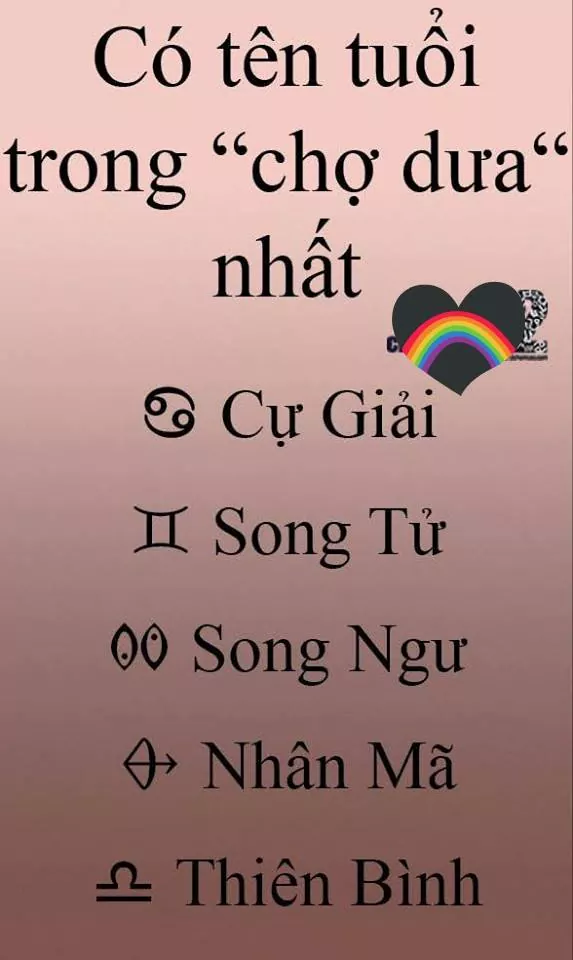 Có tên tuổi
trong “chợ dưa“
nhất
♋ Cự Giải
♊ Song Tử
Song Ngư
Nhân Mã
♎ Thiên Bình